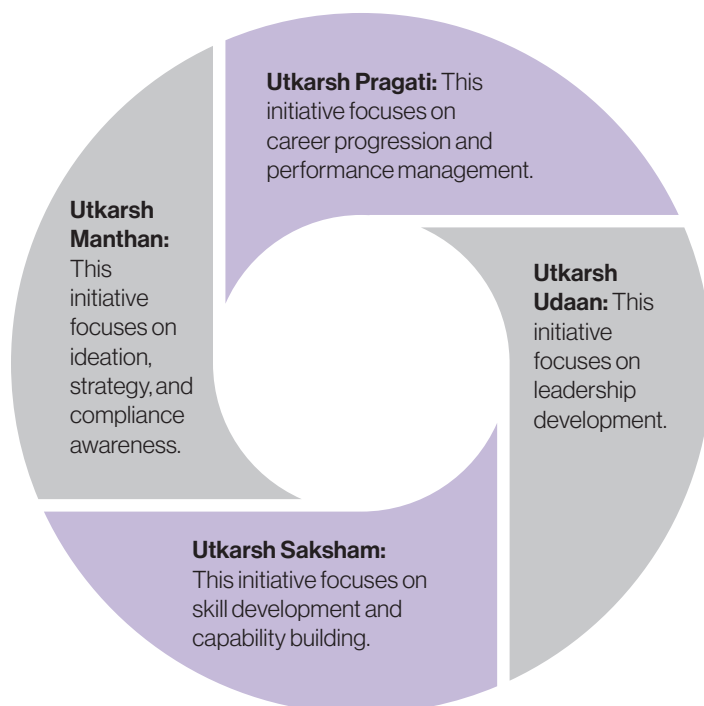 Utkarsh Pragati: This
initiative focuses on
career progression and
performance management.
Utkarsh
Udaan: This
initiative
focuses on
leadership
development.
Utkarsh Saksham:
This initiative focuses on
skill development and
capability building.
Utkarsh
Manthan:
This
initiative
focuses on
ideation,
strategy, and
compliance
awareness.